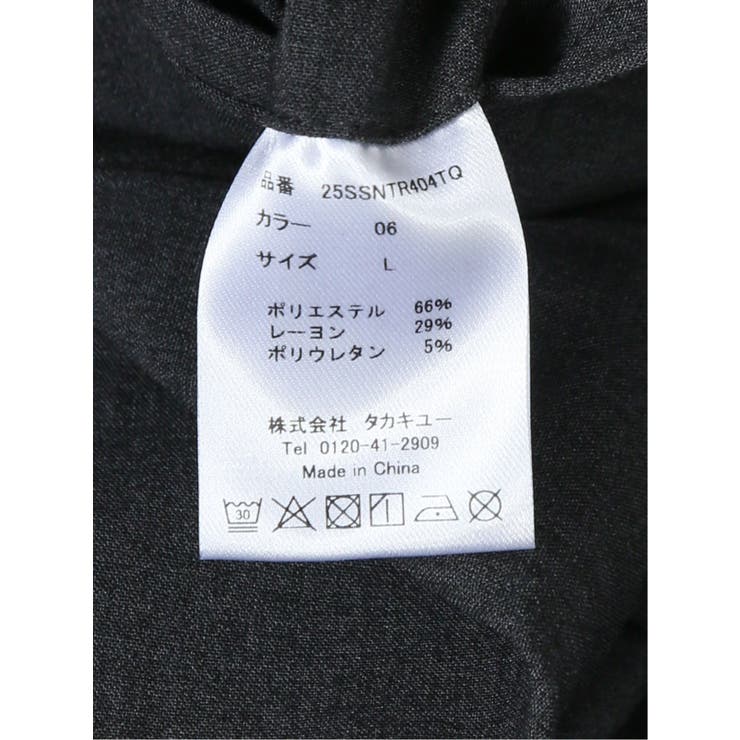 品番 25SSNTR404TQ
カラー 06
サイズ L
ポリエステル 66%
レーヨン 29%
ポリウレタン 5%
株式会社 タカキユー
Tel 0120-41-2909
Made in China
30